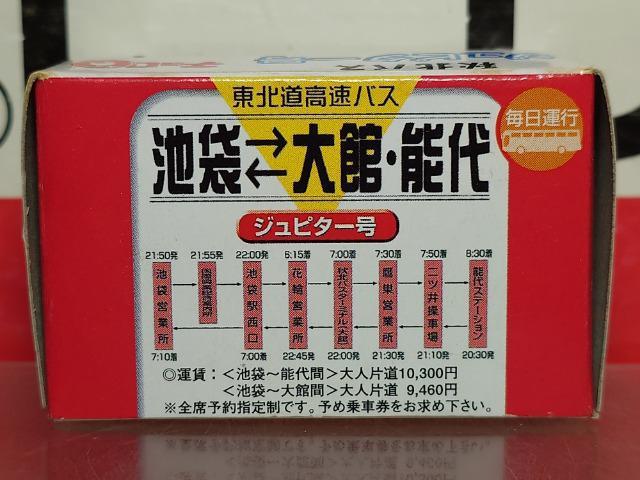 秋北バス
チョロQ
東北道高速バス
毎日運行
池袋⇄大館・能代
ジュピター号
21:50発 21:55発 22:00発 6:15着 7:00着 7:30着 7:50着 8:30着
池袋営業所
池袋駅西口
花輪営業所
秋北バスターミナル(大館)
鷹巣営業所
二ツ井操車場
能代ステーション
7:10着 7:00着 22:45発 22:00発 21:30発 21:10発 20:30発
◎運賃：＜池袋～能代間＞大人片道10,300円
＜池袋～大館間＞大人片道 9,460円
※全席予約指定制です。予め乗車券をお求め下さい。